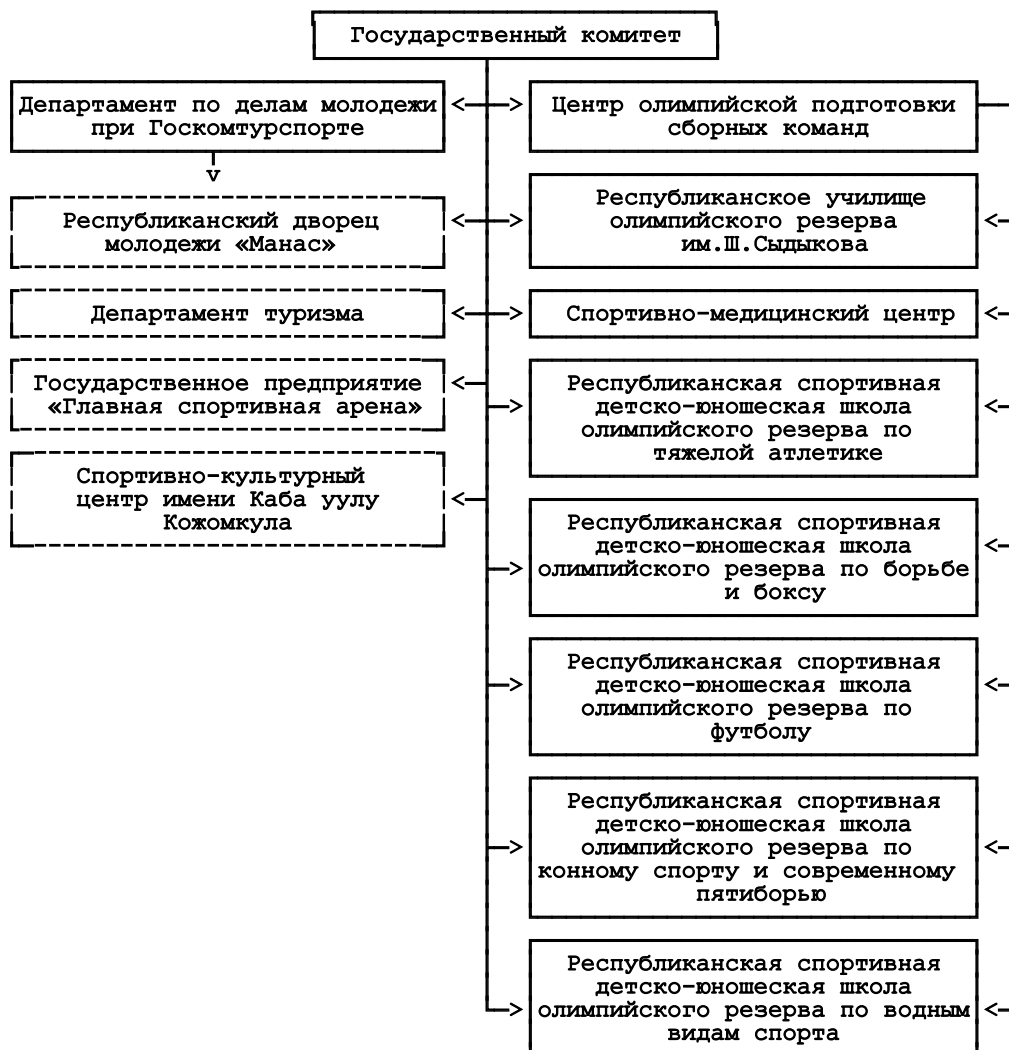 Государственный комитет
Департамент по делам молодежи
при Госкомтурспорте
Республиканский дворец
молодежи «Манас»
Департамент туризма
Государственное предприятие
«Главная спортивная арена»
Спортивно-культурный
центр имени Каба уулу
Кожомкула
Центр олимпийской подготовки
сборных команд
Республиканское училище
олимпийского резерва
им.Ш.Сыдыкова
Спортивно-медицинский центр
Республиканская спортивная
детско-юношеская школа
олимпийского резерва по
тяжелой атлетике
Республиканская спортивная
детско-юношеская школа
олимпийского резерва по борьбе
и боксу
Республиканская спортивная
детско-юношеская школа
олимпийского резерва по
футболу
Республиканская спортивная
детско-юношеская школа
олимпийского резерва по
конному спорту и современному
пятиборью
Республиканская спортивная
детско-юношеская школа
олимпийского резерва по водным
видам спорта